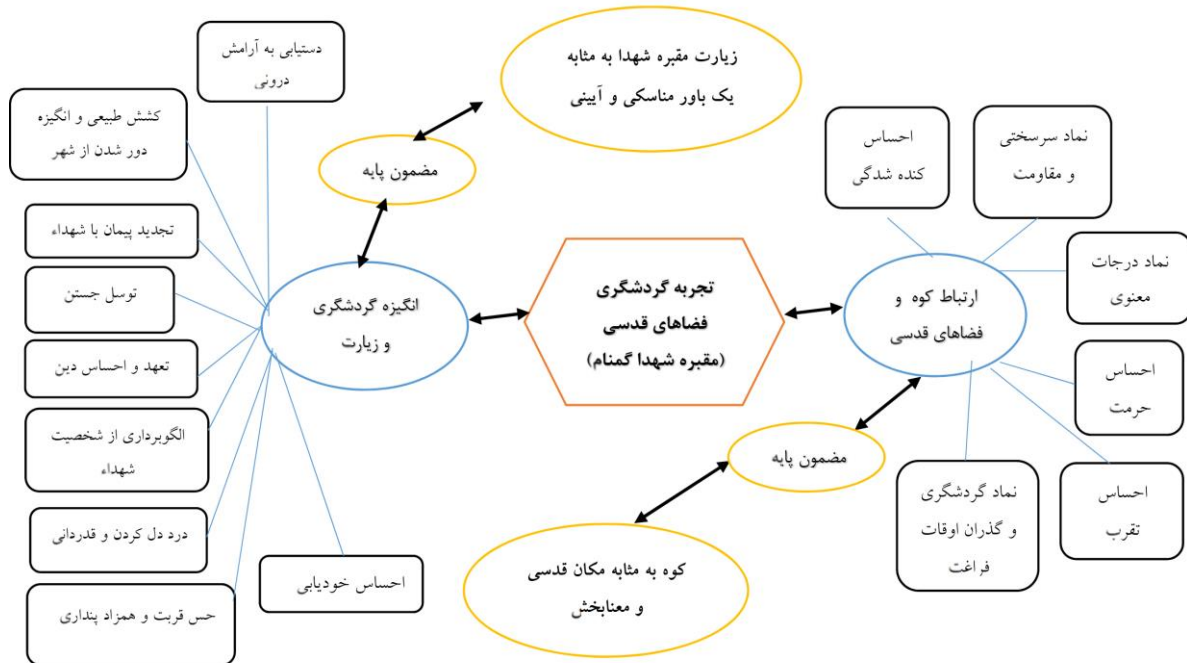 زیارت مقبره شهدا به مثابه
یک باور مناسکی و آیینی
مضمون پایه
دستیابی به آرامش
درونی
کشش طبیعی و انگیزه
دور شدن از شهر
تجدید پیمان با شهداء
توسل جستن
تعهد و احساس دین
الگوبرداری از شخصیت
شهداء
درد دل کردن و قدردانی
حس قربت و همزاد پنداری
احساس خودیابی
انگیزه گردشگری
و زیارت
تجربه گردشگری
فضاهای قدسی
(مقبره شهدا گمنام)
ارتباط کوه و
فضاهای قدسی
احساس
کنده شدگی
نماد سرسختی
و مقاومت
نماد درجات
معنوی
احساس
حرمت
احساس
تقرب
نماد گردشگری
و گذران اوقات
فراغت
مضمون پایه
کوه به مثابه مکان قدسی
و معنابخش